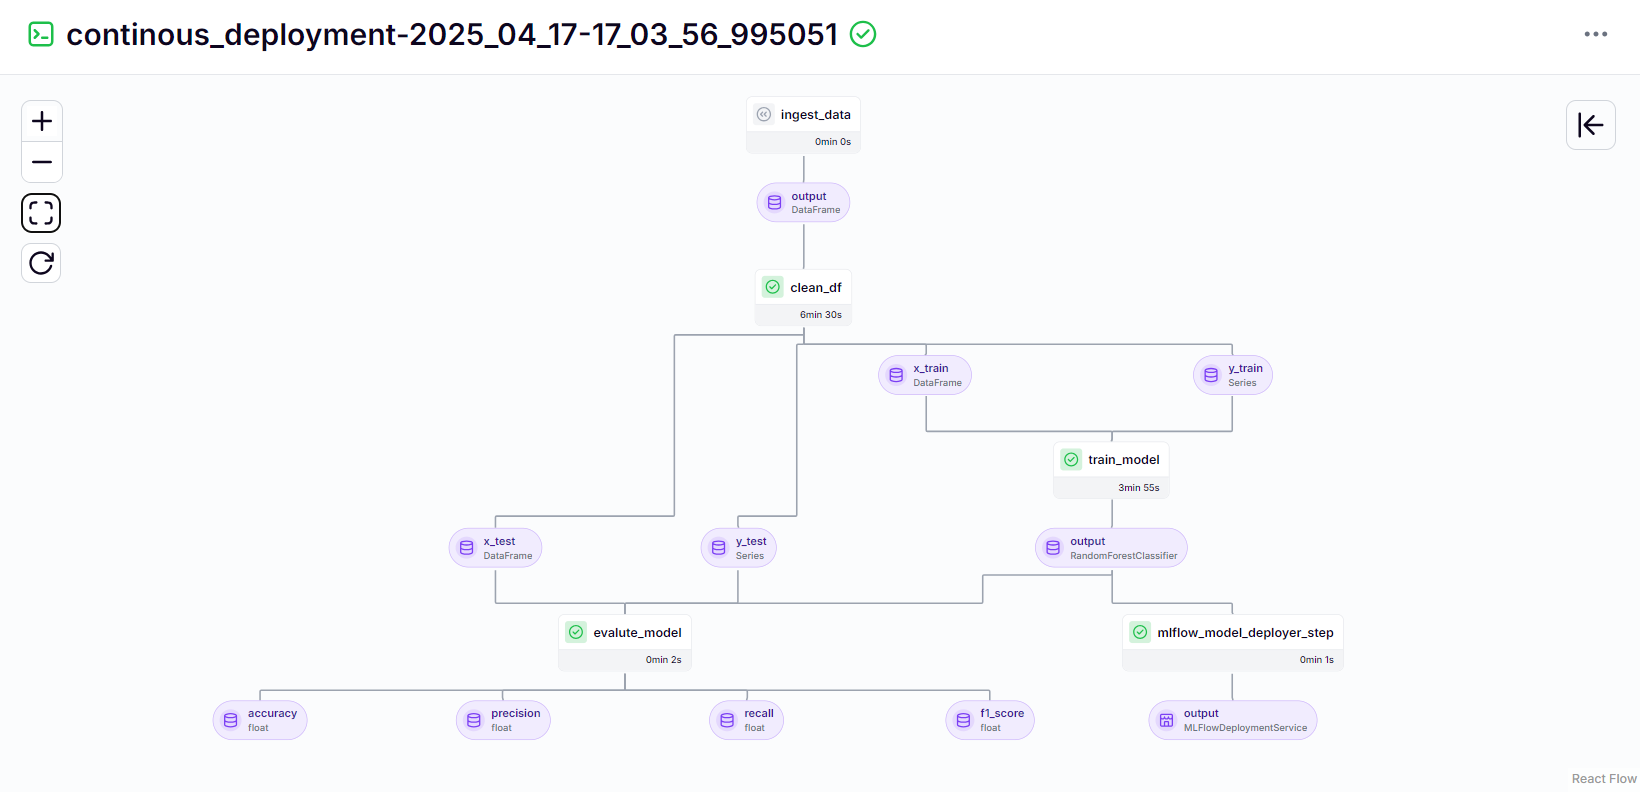 continous_deployment-2025_04_17-17_03_56_995051
ingest_data
0min 0s
output
DataFrame
clean_df
6min 30s
x_train
DataFrame
y_train
Series
train_model
3min 55s
x_test
DataFrame
y_test
Series
output
RandomForestClassifier
evalute_model
0min 2s
mlflow_model_deployer_step
0min 1s
accuracy
float
precision
float
recall
float
f1_score
float
output
MLFlowDeploymentService
React Flow